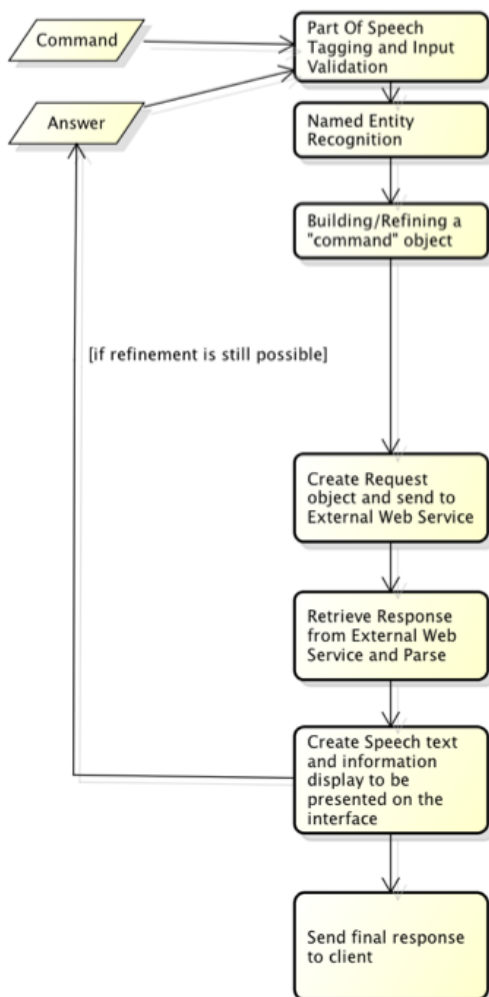 Command
Part Of Speech
Tagging and Input
Validation
Answer
Named Entity
Recognition
Building/Refining a
"command" object
[if refinement is still possible]
Create Request
object and send to
External Web Service
Retrieve Response
from External Web
Service and Parse
Create Speech text
and information
display to be
presented on the
interface
Send final response
to client